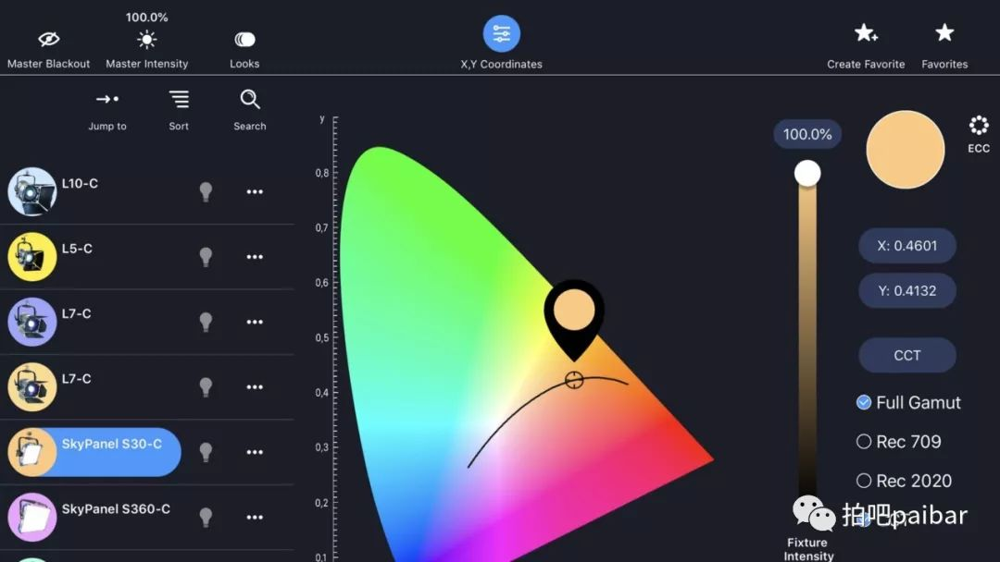 100.0%
Master Blackout
Master Intensity
Looks
X,Y Coordinates
Create Favorite
Favorites
Jump to
Sort
Search
L10-C
L5-C
L7-C
L7-C
SkyPanel S30-C
SkyPanel S360-C
y
0,8
0,7
0,6
0,5
0,4
0,3
0,2
0,1
100.0%
Fixture
Intensity
ECC
X: 0.4601
Y: 0.4132
CCT
Full Gamut
Rec 709
Rec 2020
拍吧paibar